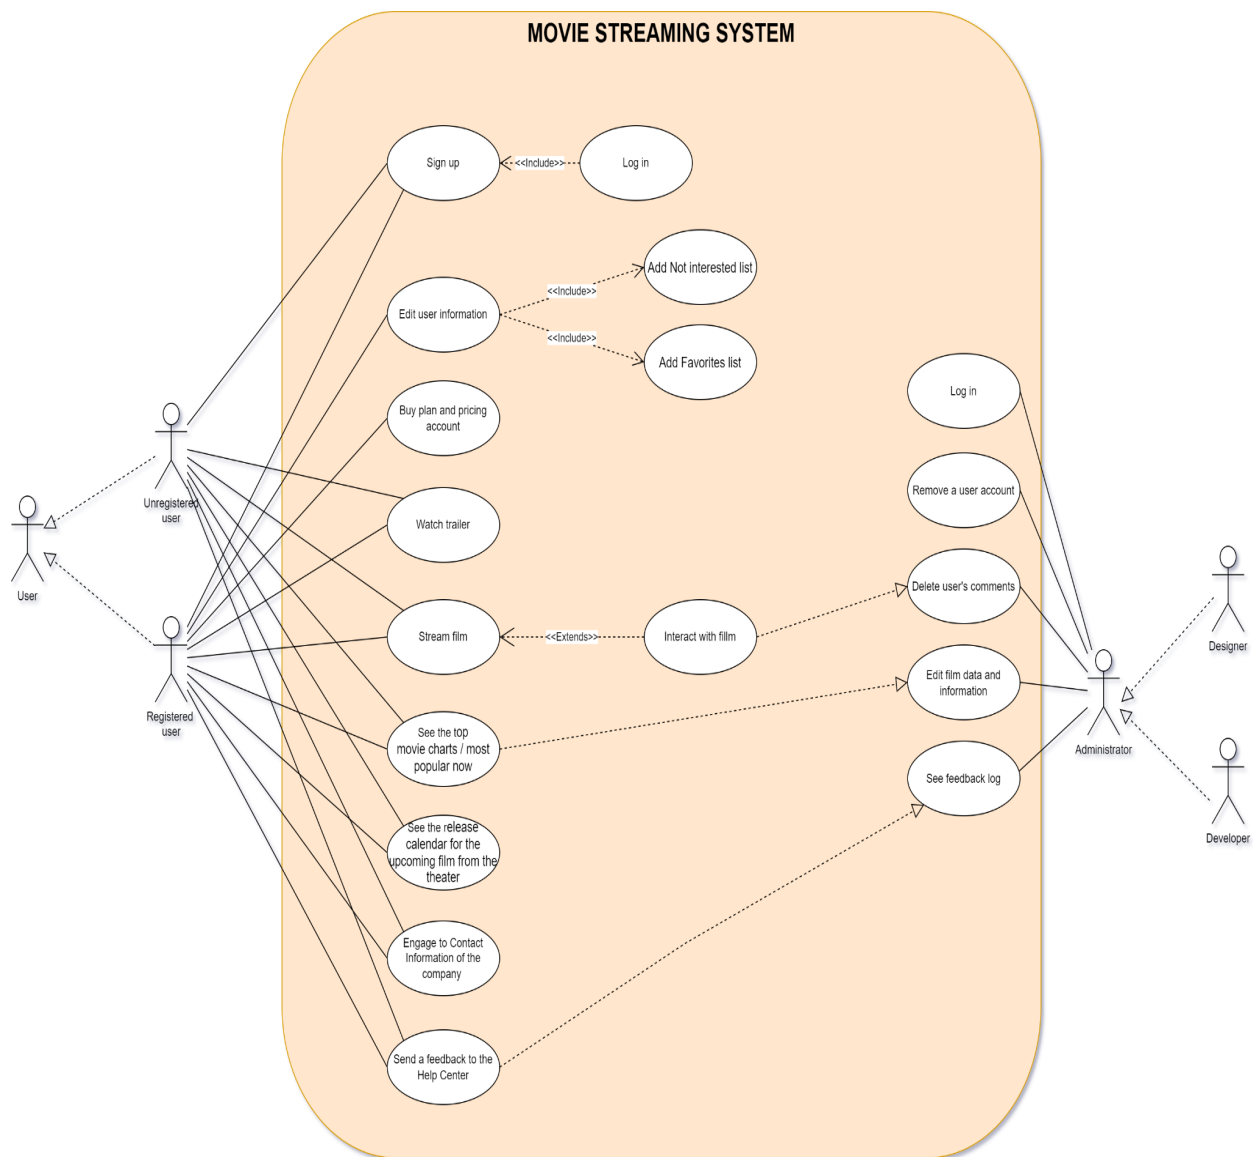 MOVIE STREAMING SYSTEM
Sign up
<<Include>>
Log in
Add Not interested list
<<Include>>
Edit user information
<<Include>>
Add Favorites list
Log in
Buy plan and pricing
account
Remove a user account
Unregistered
user
Watch trailer
User
Delete user's comments
Stream film
<<Extends>>
Interact with fillm
Designer
Edit film data and
information
Registered
user
See the top
movie charts / most
popular now
Administrator
See feedback log
Developer
See the release
calendar for the
upcoming film from the
theater
Engage to Contact
Information of the
company
Send a feedback to the
Help Center